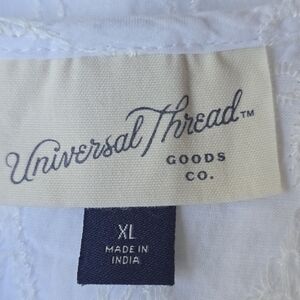 Universal Thread™
GOODS
CO.
XL
MADE IN
INDIA